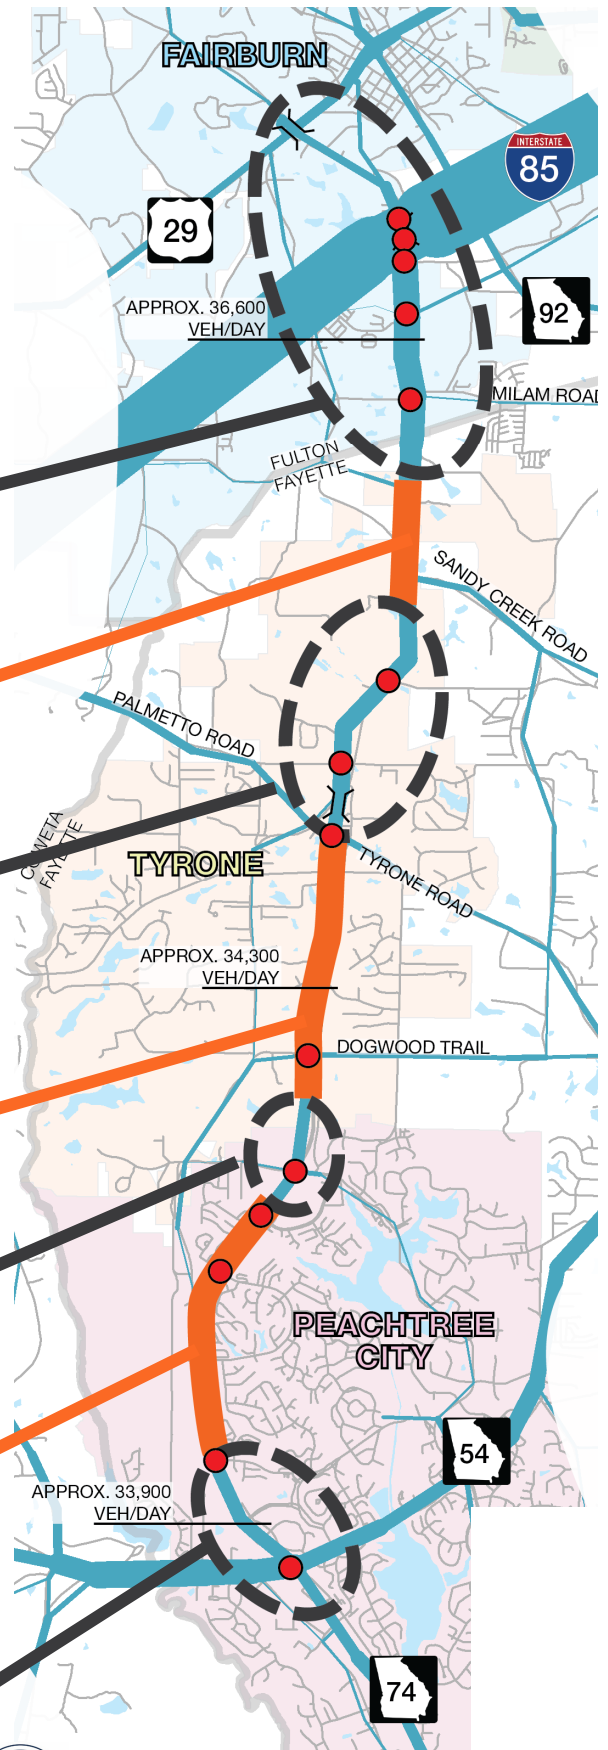 FAIRBURN
INTERSTATE
85
29
APPROX. 36,600
VEH/DAY
92
MILAM ROAD
FULTON
FAYETTE
SANDY CREEK ROAD
PALMETTO ROAD
COWETA
FAYETTE
TYRONE
TYRONE ROAD
APPROX. 34,300
VEH/DAY
DOGWOOD TRAIL
PEACHTREE
CITY
54
APPROX. 33,900
VEH/DAY
74